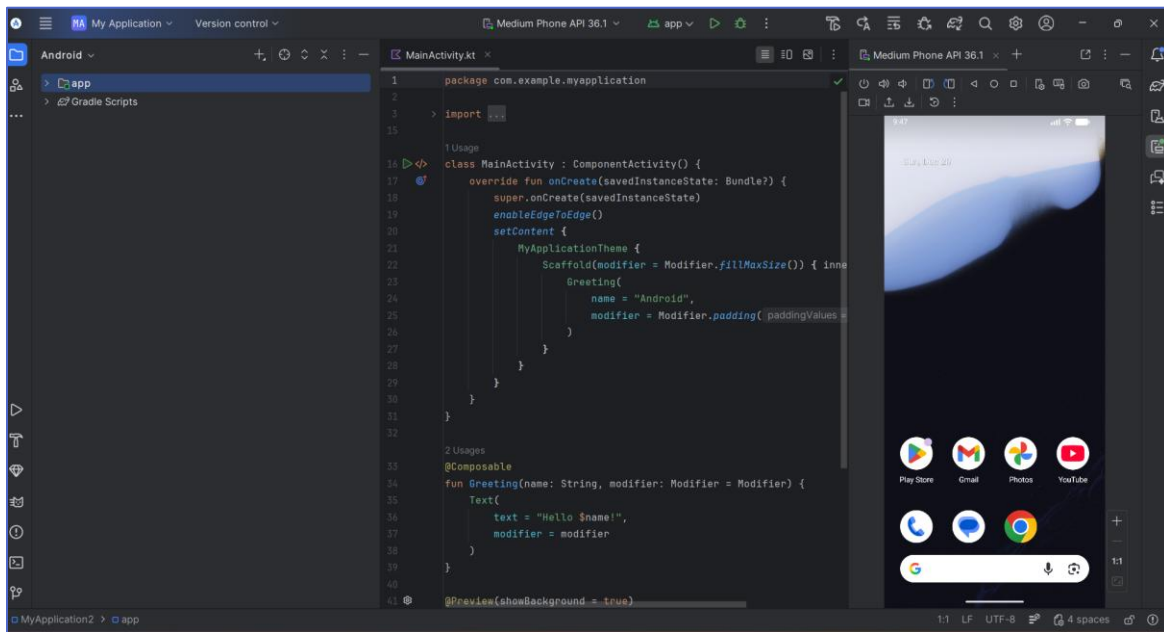 MA My Application Version control Medium Phone API 36.1 app
Android
app
Gradle Scripts
MainActivity.kt
1 package com.example.myapplication
2
3 import ...
15
1 Usage
16 class MainActivity : ComponentActivity() {
17 override fun onCreate(savedInstanceState: Bundle?) {
18 super.onCreate(savedInstanceState)
19 enableEdgeToEdge()
20 setContent {
21 MyApplicationTheme {
22 Scaffold(modifier = Modifier.fillMaxSize()) { inne
23 Greeting(
24 name = "Android",
25 modifier = Modifier.padding( paddingValues =
26 )
27 }
28 }
29 }
30 }
31 }
32
2 Usages
33 @Composable
34 fun Greeting(name: String, modifier: Modifier = Modifier) {
35 Text(
36 text = "Hello $name!",
37 modifier = modifier
38 )
39 }
40
41 @Preview(showBackground = true)
Medium Phone API 36.1
9:47
Play Store Gmail Photos YouTube
G
1:1
MyApplication2 > app
1:1 LF UTF-8 4 spaces